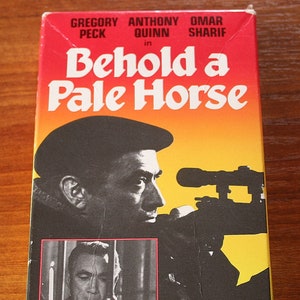 GREGORY ANTHONY OMAR
PECK QUINN SHARIF
in
Behold a
Pale Horse